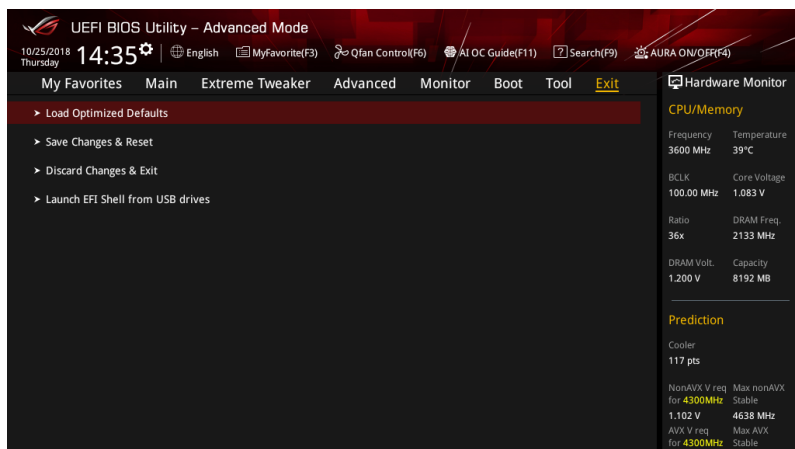 UEFI BIOS Utility – Advanced Mode
10/25/2018 Thursday 14:35 English MyFavorite(F3) Qfan Control(F6) AI OC Guide(F11) ? Search(F9) AURA ON/OFF(F4)
My Favorites Main Extreme Tweaker Advanced Monitor Boot Tool Exit
Hardware Monitor
➤ Load Optimized Defaults
➤ Save Changes & Reset
➤ Discard Changes & Exit
➤ Launch EFI Shell from USB drives
CPU/Memory
Frequency Temperature
3600 MHz 39°C
BCLK Core Voltage
100.00 MHz 1.083 V
Ratio DRAM Freq.
36x 2133 MHz
DRAM Volt. Capacity
1.200 V 8192 MB
Prediction
Cooler
117 pts
NonAVX V req Max nonAVX
for 4300MHz Stable
1.102 V 4638 MHz
AVX V req Max AVX
for 4300MHz Stable